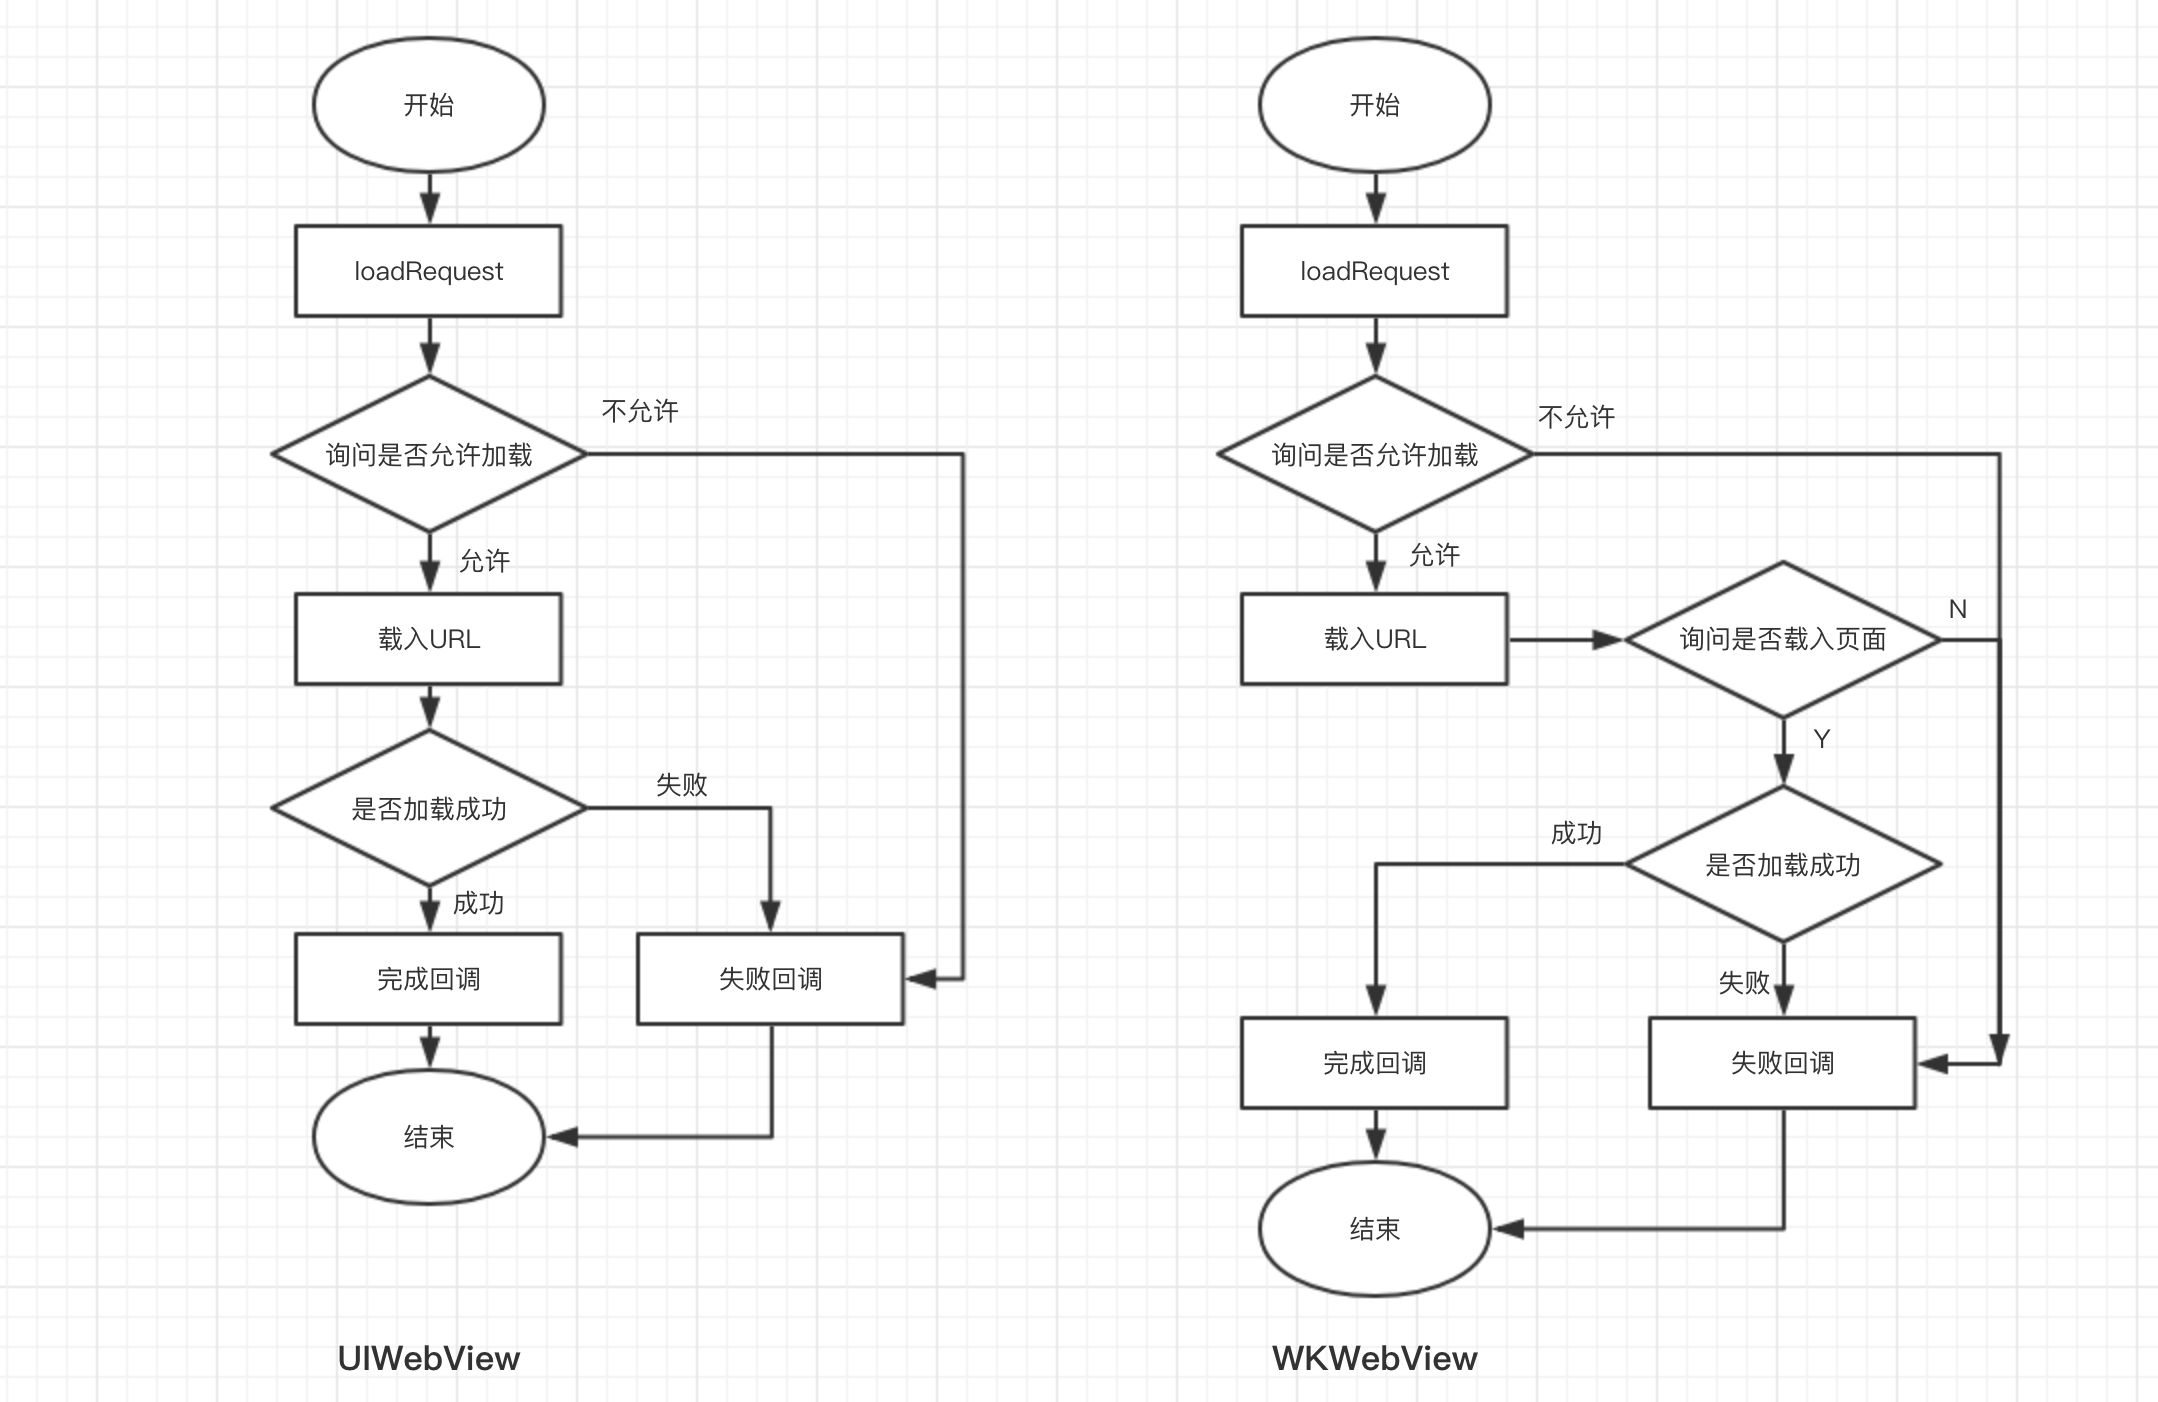 开始
loadRequest
询问是否允许加载
不允许
允许
载入URL
是否加载成功
失败
成功
完成回调
失败回调
结束
UIWebView
开始
loadRequest
询问是否允许加载
不允许
允许
载入URL
询问是否载入页面
N
Y
是否加载成功
成功
失败
完成回调
失败回调
结束
WKWebView